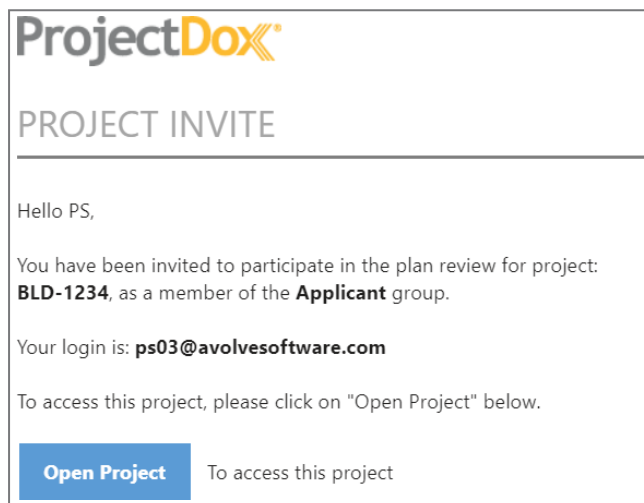 ProjectDox®
PROJECT INVITE
Hello PS,
You have been invited to participate in the plan review for project:
BLD-1234, as a member of the Applicant group.
Your login is: ps03@avolvesoftware.com
To access this project, please click on "Open Project" below.
Open Project To access this project